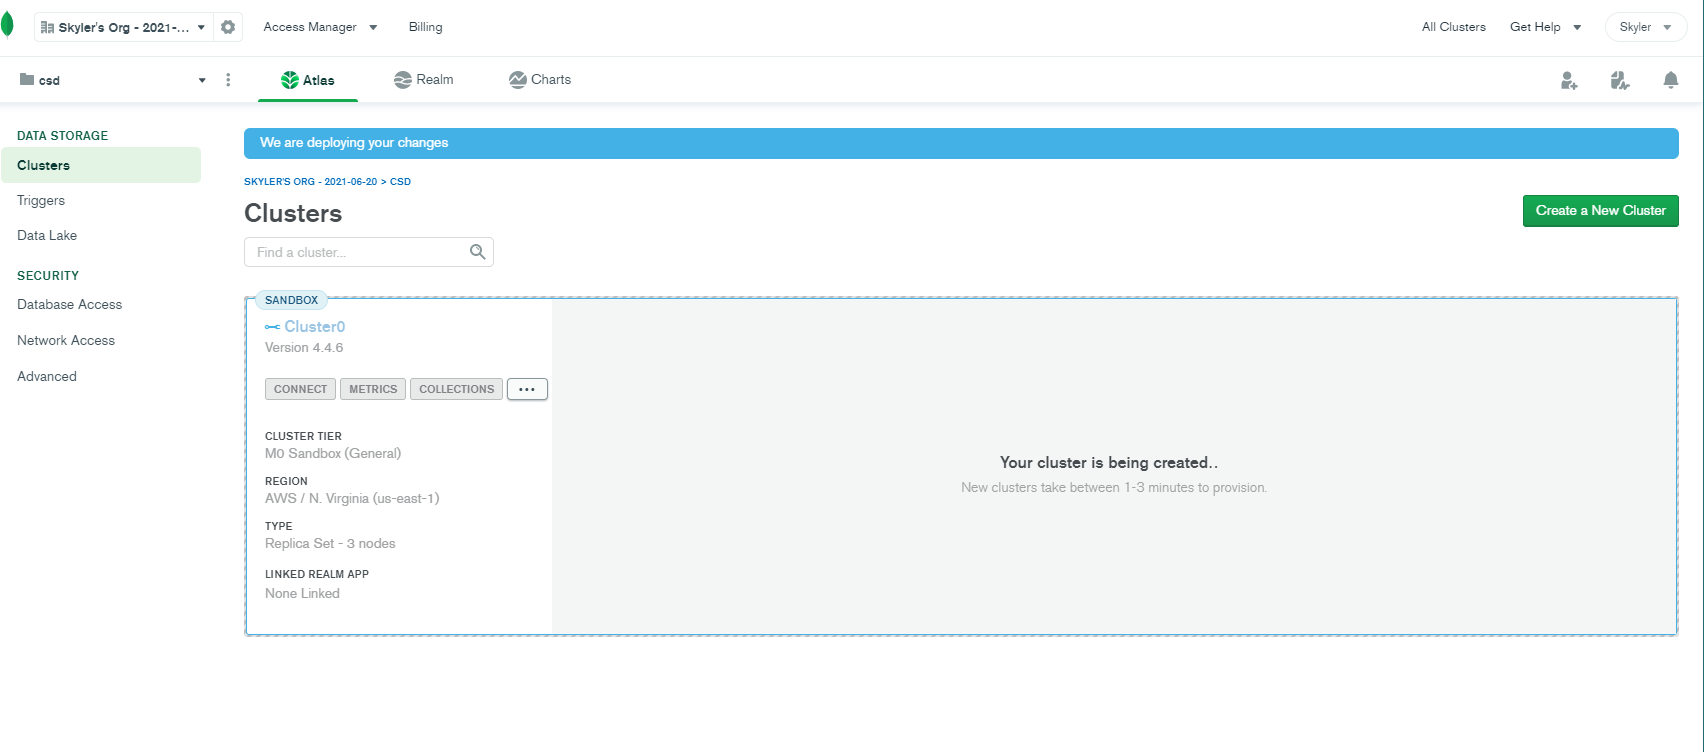 Skyler's Org - 2021-...
Access Manager
Billing
All Clusters
Get Help
Skyler
csd
Atlas
Realm
Charts
DATA STORAGE
Clusters
Triggers
Data Lake
SECURITY
Database Access
Network Access
Advanced
We are deploying your changes
SKYLER'S ORG - 2021-06-20 > CSD
Clusters
Create a New Cluster
Find a cluster...
SANDBOX
Cluster0
Version 4.4.6
CONNECT
METRICS
COLLECTIONS
...
CLUSTER TIER
M0 Sandbox (General)
REGION
AWS / N. Virginia (us-east-1)
TYPE
Replica Set - 3 nodes
LINKED REALM APP
None Linked
Your cluster is being created..
New clusters take between 1-3 minutes to provision.